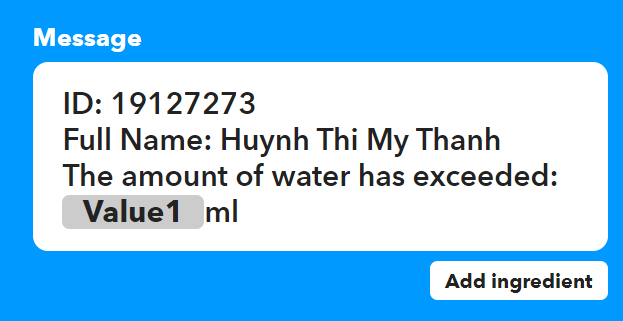 Message
ID: 19127273
Full Name: Huynh Thi My Thanh
The amount of water has exceeded:
Value1 ml
Add ingredient